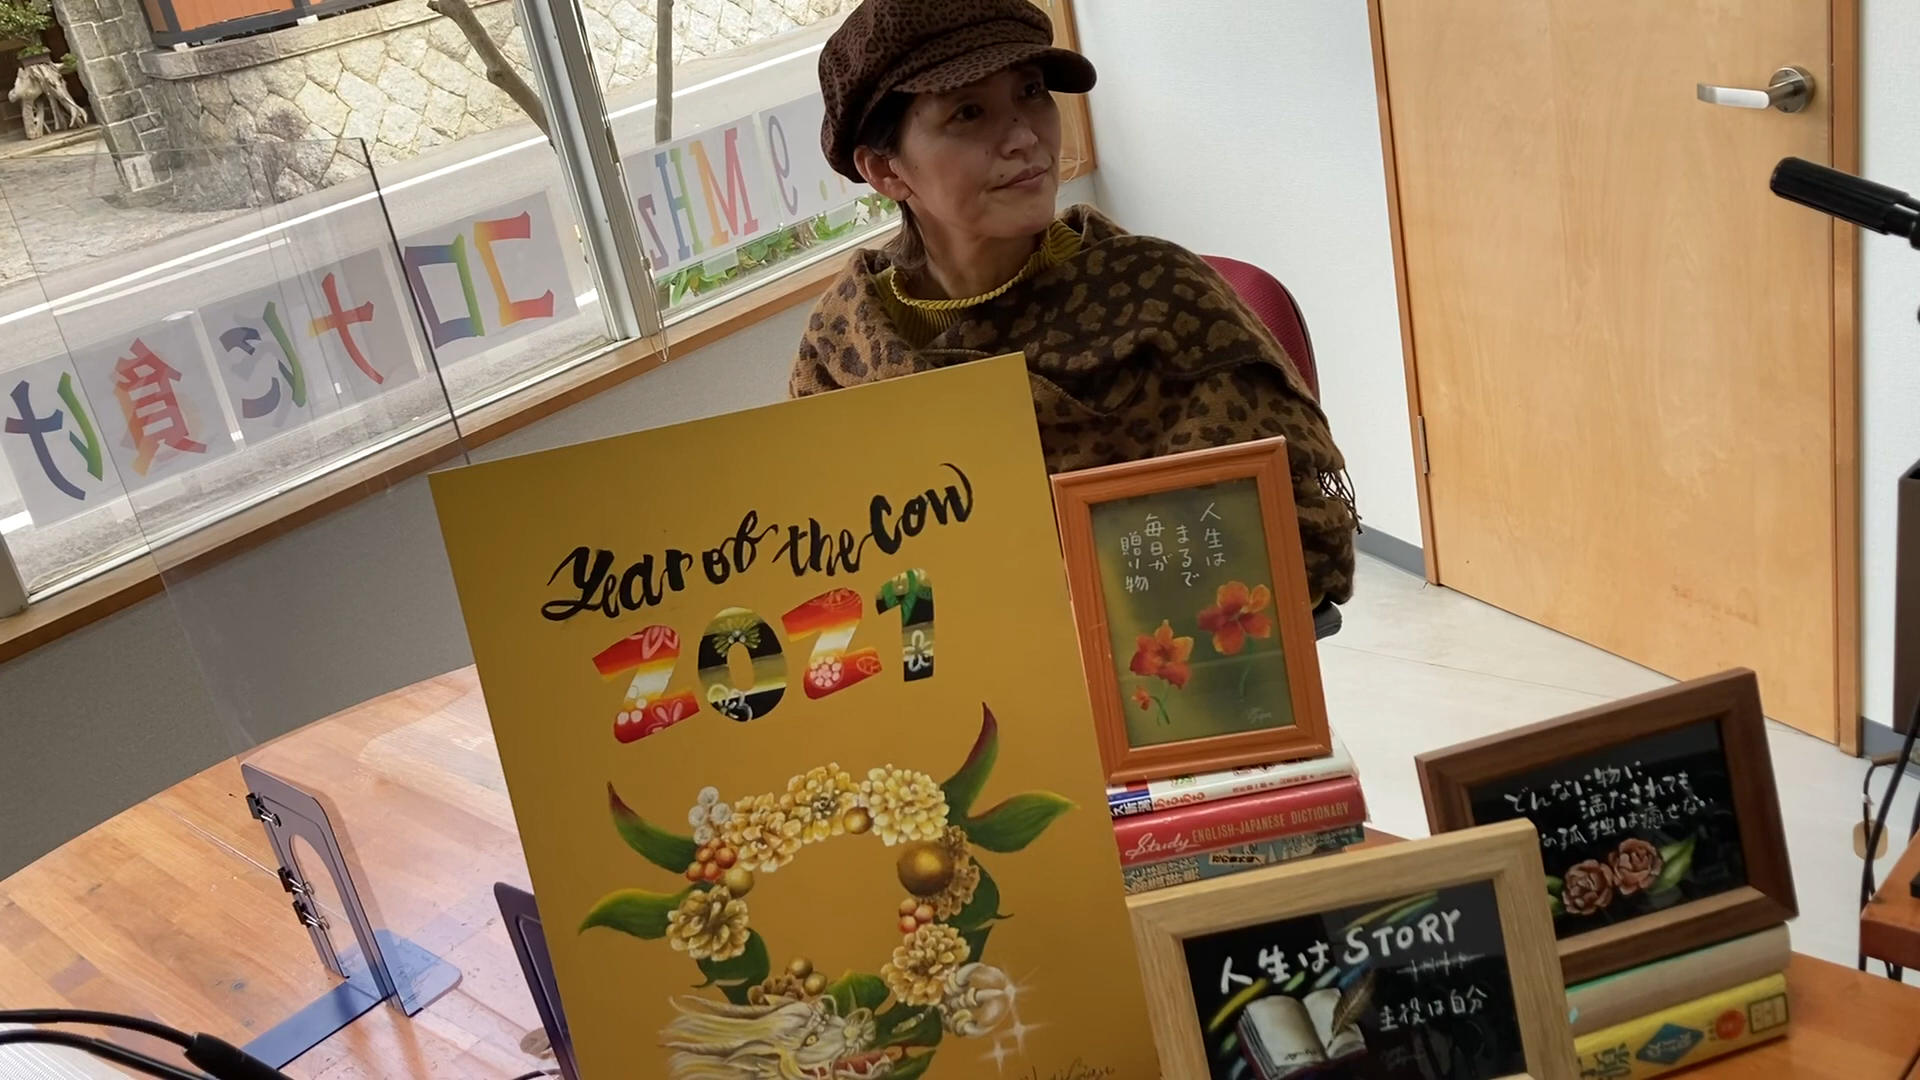 コロナに負け
.9MHz
Year of the Cow
2021
人生は
まるで
毎日が
贈り物
Study ENGLISH-JAPANESE DICTIONARY
どんなに物に
満たされても
の孤独は癒せない
人生はSTORY
主役は自分